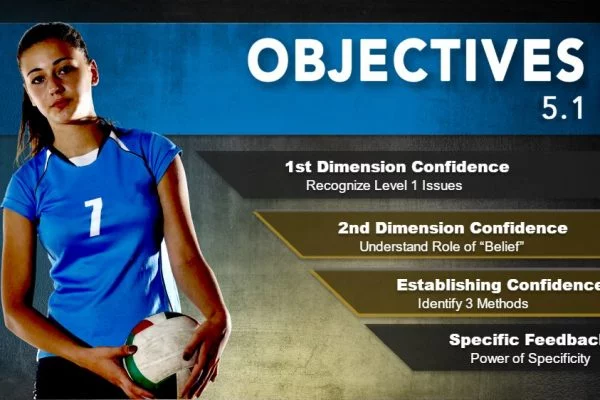 OBJECTIVES
5.1
7
1st Dimension Confidence
Recognize Level 1 Issues
2nd Dimension Confidence
Understand Role of “Belief”
Establishing Confidence
Identify 3 Methods
Specific Feedback
Power of Specificity